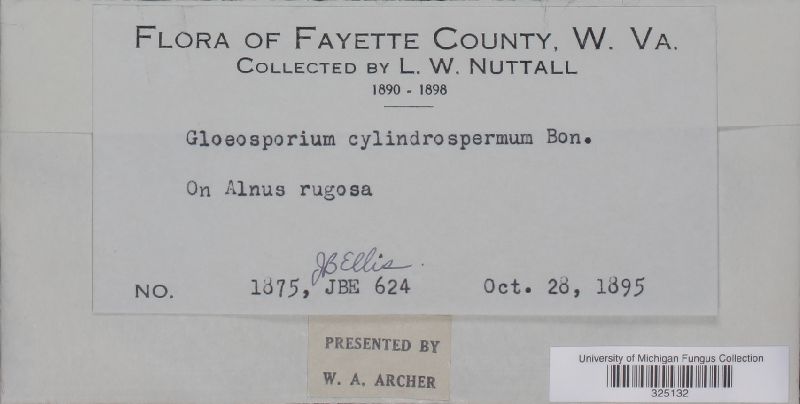 FLORA OF FAYETTE COUNTY, W. VA.
COLLECTED BY L. W. NUTTALL
1890 - 1898
Gloeosporium cylindrospermum Bon.
On Alnus rugosa
JBEllis.
NO. 1875, JBE 624 Oct. 28, 1895
PRESENTED BY
W. A. ARCHER
University of Michigan Fungus Collection
325132